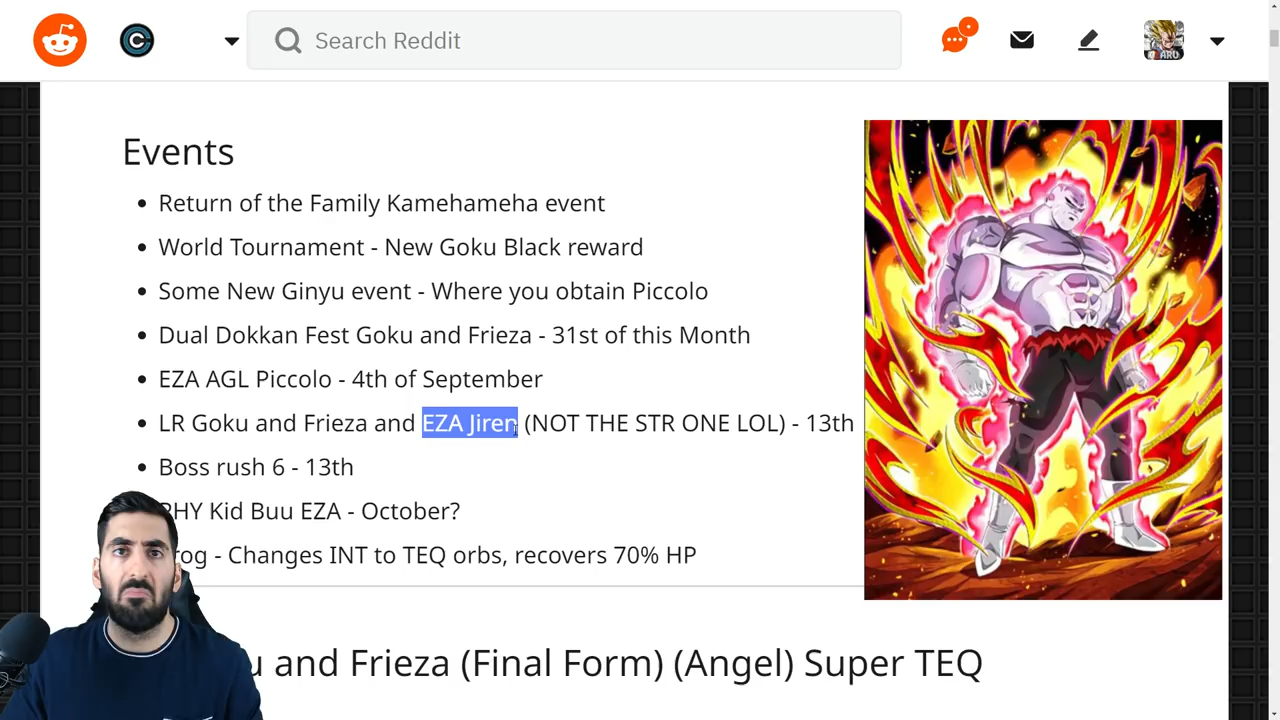 Search Reddit
Events
Return of the Family Kamehameha event
World Tournament - New Goku Black reward
Some New Ginyu event - Where you obtain Piccolo
Dual Dokkan Fest Goku and Frieza - 31st of this Month
EZA AGL Piccolo - 4th of September
LR Goku and Frieza and EZA Jiren (NOT THE STR ONE LOL) - 13th
Boss rush 6 - 13th
PHY Kid Buu EZA - October?
rog - Changes INT to TEQ orbs, recovers 70% HP
u and Frieza (Final Form) (Angel) Super TEQ